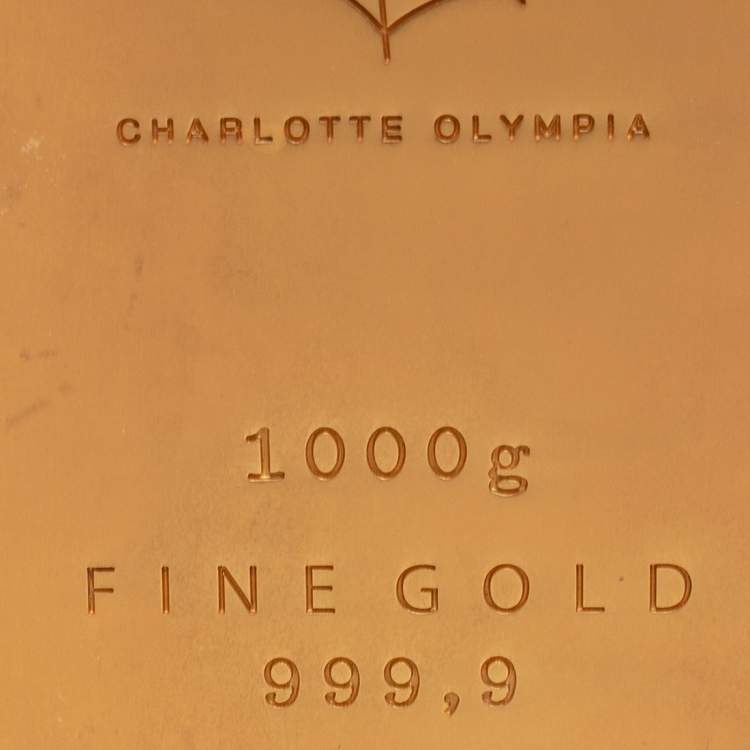 CHARLOTTE OLYMPIA
1000g
FINE GOLD
999,9